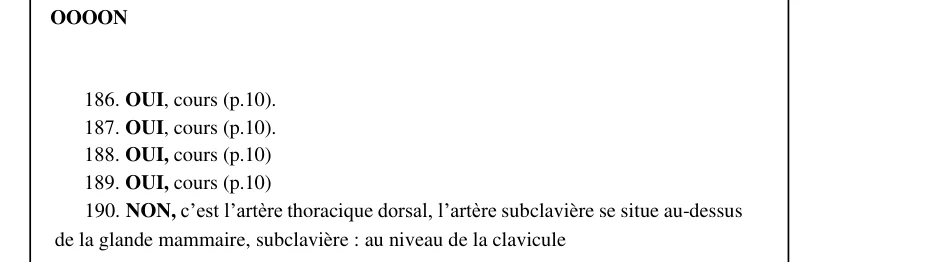 OOOON
186. OUI, cours (p.10).
187. OUI, cours (p.10).
188. OUI, cours (p.10)
189. OUI, cours (p.10)
190. NON, c’est l’artère thoracique dorsal, l’artère subclavière se situe au-dessus
de la glande mammaire, subclavière : au niveau de la clavicule